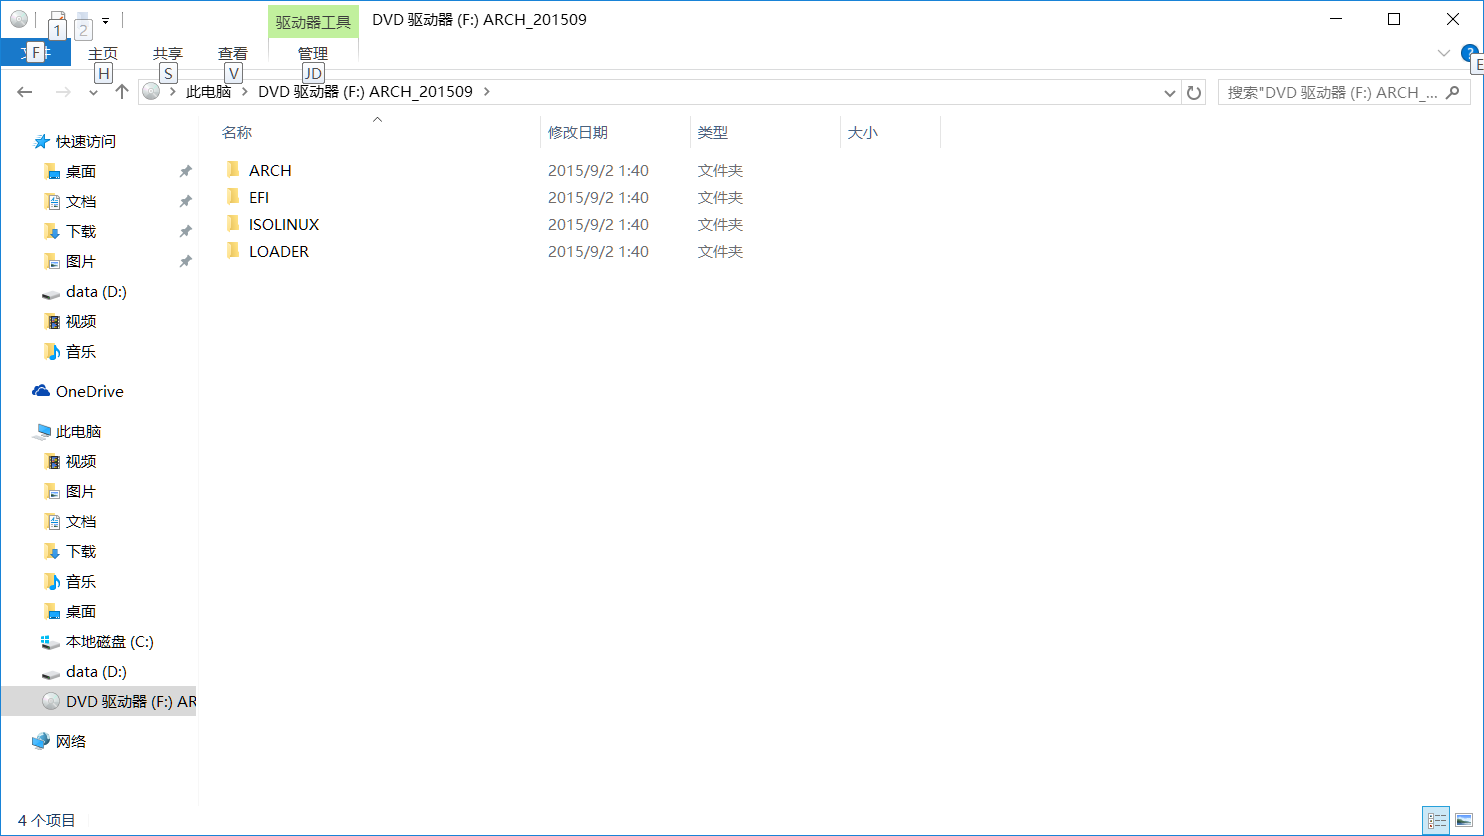 驱动器工具
DVD 驱动器 (F:) ARCH_201509
1
2
F
主页
共享
查看
管理
H
S
V
JD
E
此电脑
DVD 驱动器 (F:) ARCH_201509
搜索"DVD 驱动器 (F:) ARCH_...
名称
修改日期
类型
大小
ARCH
2015/9/2 1:40
文件夹
EFI
2015/9/2 1:40
文件夹
ISOLINUX
2015/9/2 1:40
文件夹
LOADER
2015/9/2 1:40
文件夹
快速访问
桌面
文档
下载
图片
data (D:)
视频
音乐
OneDrive
此电脑
视频
图片
文档
下载
音乐
桌面
本地磁盘 (C:)
data (D:)
DVD 驱动器 (F:) AR
网络
4 个项目